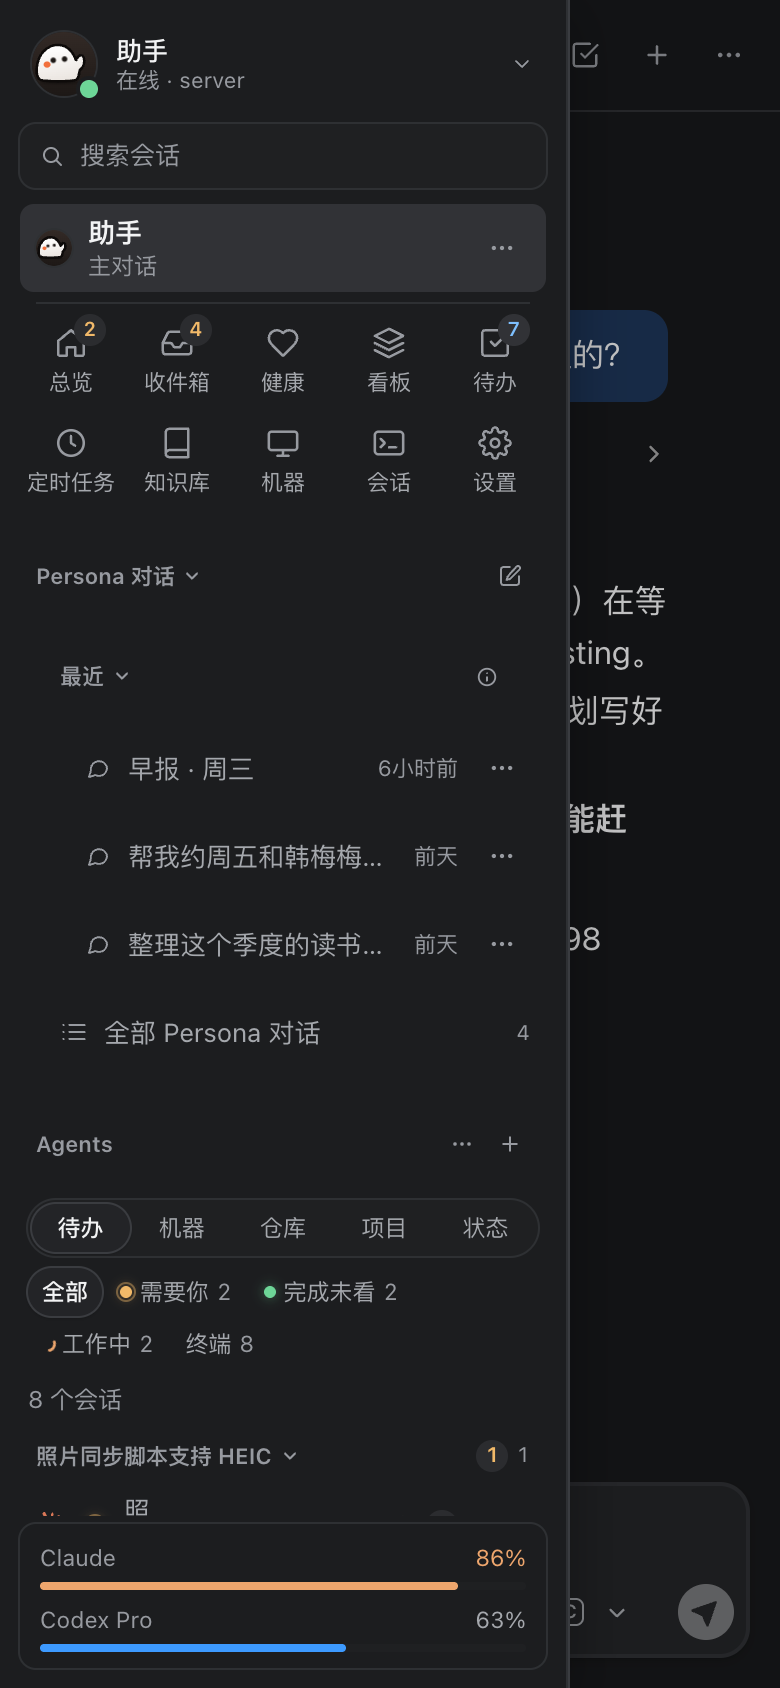 助手
在线 · server
搜索会话
助手
主对话
2
4
7
总览
收件箱
健康
看板
待办
定时任务
知识库
机器
会话
设置
Persona 对话
最近
早报 · 周三
6小时前
帮我约周五和韩梅梅...
前天
整理这个季度的读书...
前天
全部 Persona 对话
4
Agents
待办
机器
仓库
项目
状态
全部
需要你 2
完成未看 2
工作中 2
终端 8
8 个会话
照片同步脚本支持 HEIC
1
1
照
Claude
86%
Codex Pro
63%
的?
）在等
sting。
划写好
能赶
98